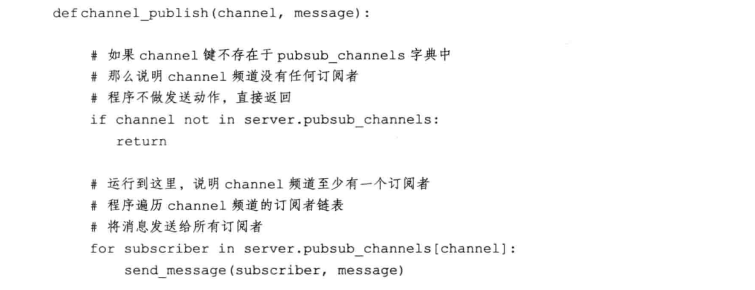 def channel_publish(channel, message):
# 如果 channel 键不存在于 pubsub_channels 字典中
# 那么说明 channel 频道没有任何订阅者
# 程序不做发送动作，直接返回
if channel not in server.pubsub_channels:
return
# 运行到这里，说明 channel 频道至少有一个订阅者
# 程序遍历 channel 频道的订阅者链表
# 将消息发送给所有订阅者
for subscriber in server.pubsub_channels[channel]:
send_message(subscriber, message)